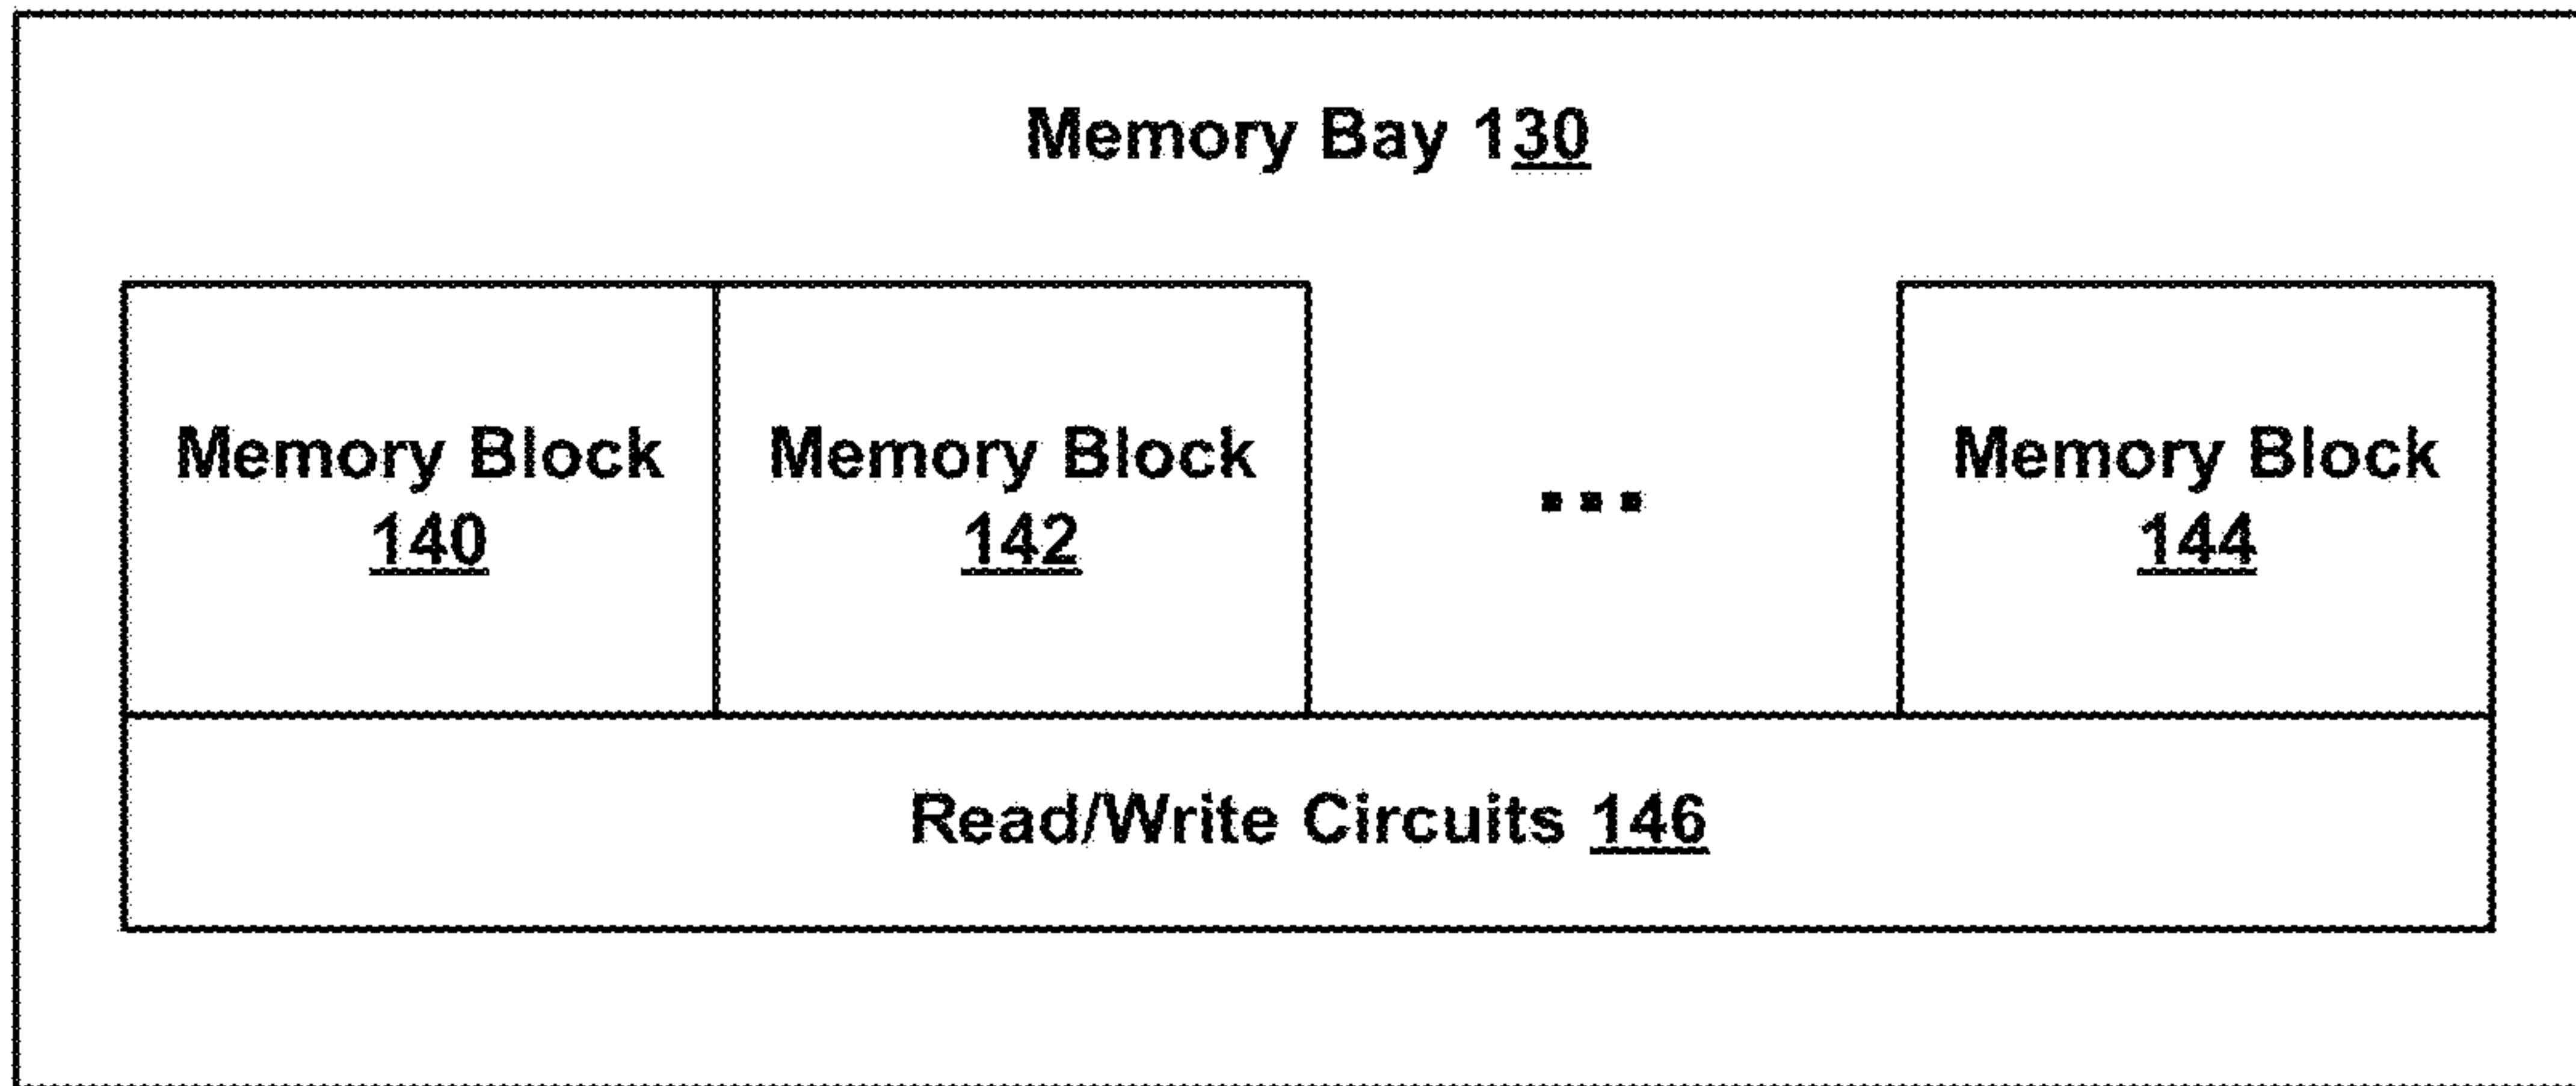 Memory Bay 130
Memory Block
140
Memory Block
142
...
Memory Block
144
Read/Write Circuits 146